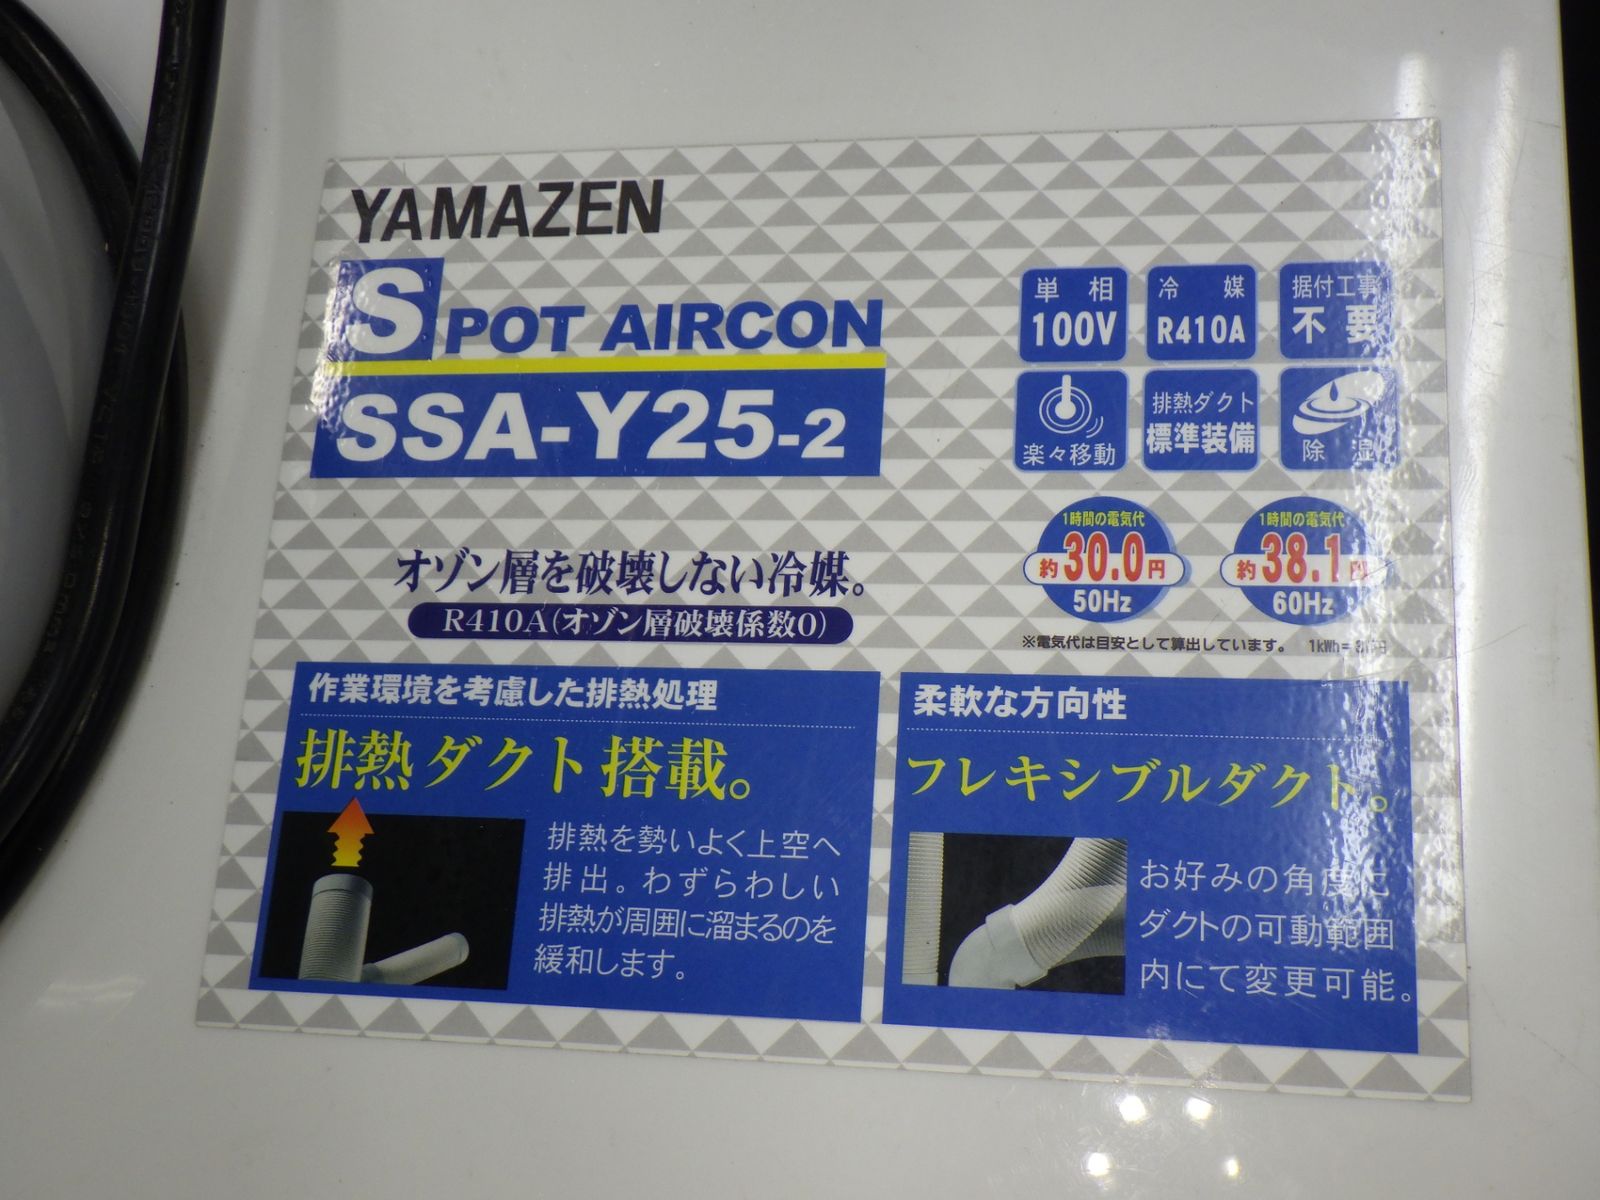 YAMAZEN
SPOT AIRCON
SSA-Y25-2
単相
100V
冷媒
R410A
据付工事
不要
楽々移動
排熱ダクト
標準装備
除湿
1時間の電気代
約30.0円
50Hz
1時間の電気代
約38.1円
60Hz
※電気代は目安として算出しています。 1kWh=
オゾン層を破壊しない冷媒。
R410A(オゾン層破壊係数0)
作業環境を考慮した排熱処理
排熱ダクト搭載。
排熱を勢いよく上空へ
排出。わずらわしい
排熱が周囲に溜まるのを
緩和します。
柔軟な方向性
フレキシブルダクト。
お好みの角度に
ダクトの可動範囲
内にて変更可能。